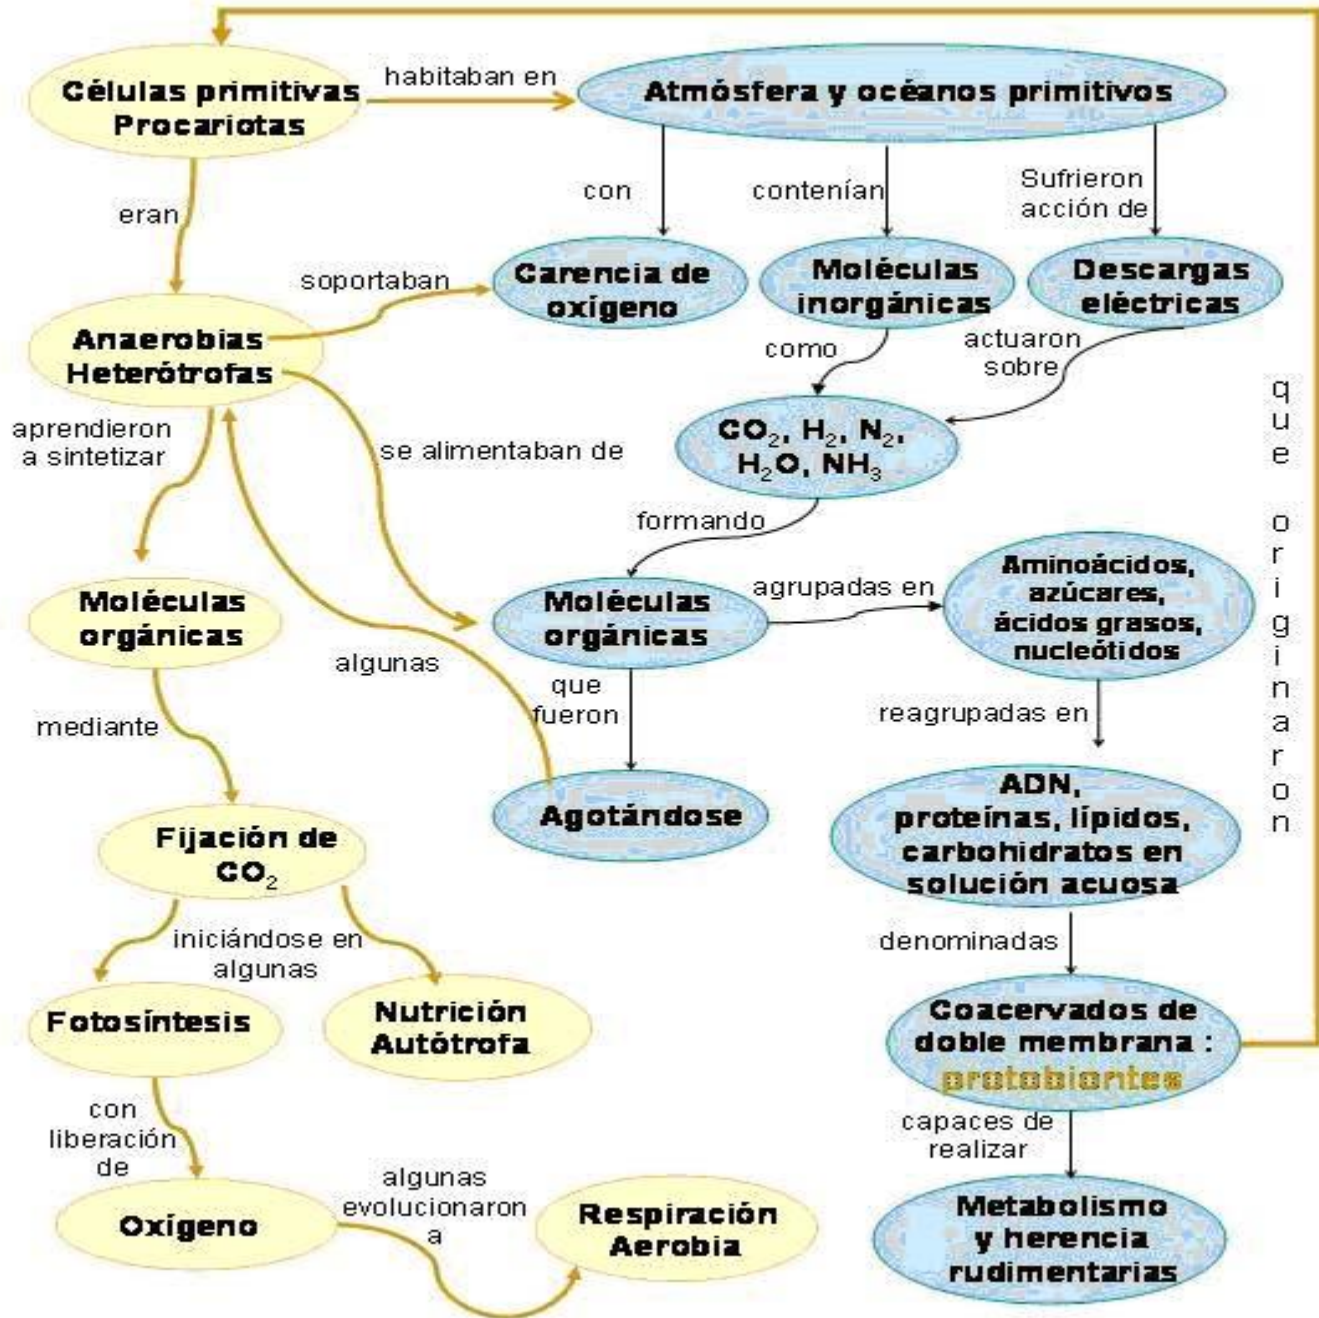 Células primitivas
Procariotas
habitaban en
Atmósfera y océanos primitivos
eran
con
contenían
Sufrieron
acción de
soportaban
Carencia de
oxígeno
Moléculas
inorgánicas
Descargas
eléctricas
Anaerobias
Heterótrofas
como
actuaron
sobre
CO₂, H₂, N₂,
H₂O, NH₃
aprendieron
a sintetizar
se alimentaban de
formando
Moléculas
orgánicas
algunas
Moléculas
orgánicas
agrupadas en
Aminoácidos,
azúcares,
ácidos grasos,
nucleótidos
que
fueron
reagrupadas en
mediante
Agotándose
ADN,
proteínas, lípidos,
carbohidratos en
solución acuosa
Fijación de
CO₂
iniciándose en
algunas
denominadas
Fotosíntesis
Nutrición
Autótrofa
Coacervados de
doble membrana :
protobiontes
que originaron
con
liberación
de
capaces de
realizar
Oxígeno
algunas
evolucionaron
a
Respiración
Aerobia
Metabolismo
y herencia
rudimentarias